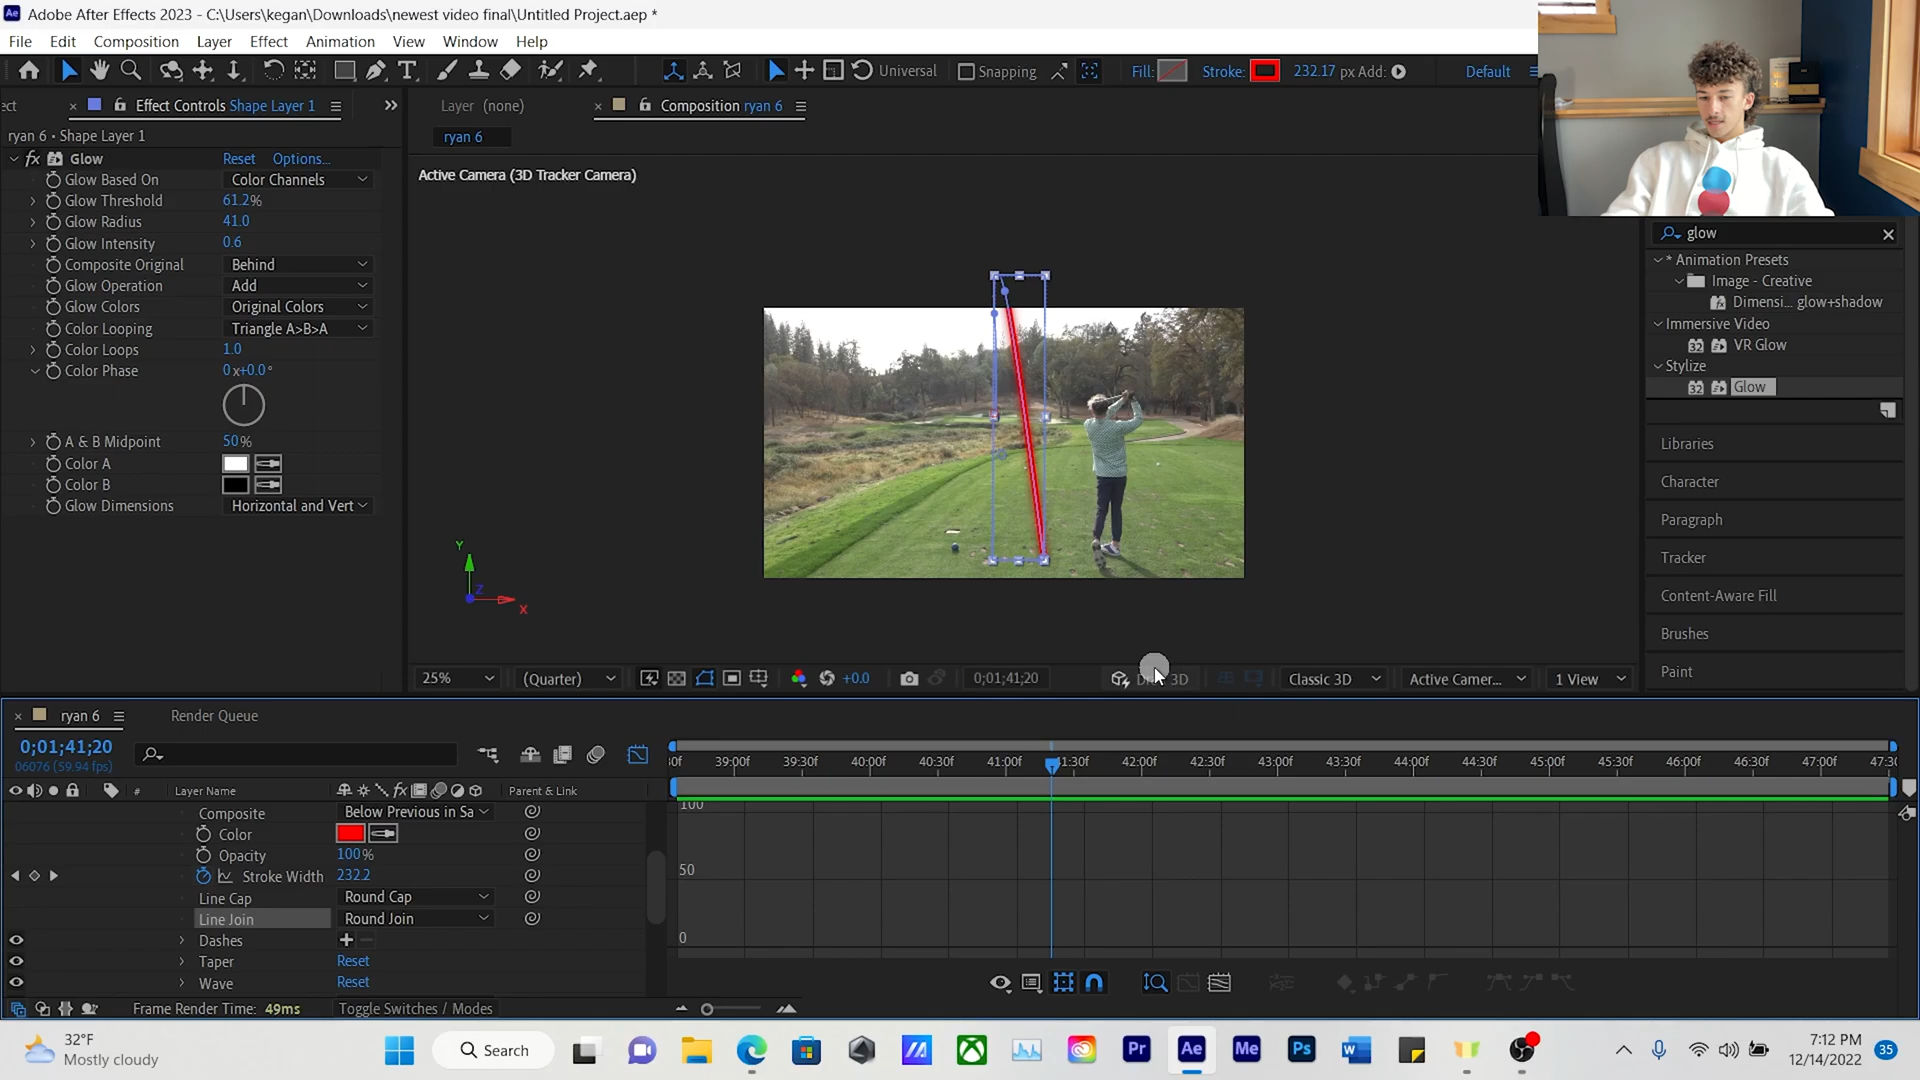 Adobe After Effects 2023 - C:\Users\kegan\Downloads\newest video final\Untitled Project.aep *
File Edit Composition Layer Effect Animation View Window Help
Universal Snapping Fill: Stroke: 232.17 px Add: Default
ect Effect Controls Shape Layer 1
Layer (none) Composition ryan 6
ryan 6 • Shape Layer 1
ryan 6
fx Glow Reset Options...
Glow Based On Color Channels
Glow Threshold 61.2%
Glow Radius 41.0
Glow Intensity 0.6
Composite Original Behind
Glow Operation Add
Glow Colors Original Colors
Color Looping Triangle A>B>A
Color Loops 1.0
Color Phase 0x+0.0°
A & B Midpoint 50%
Color A
Color B
Glow Dimensions Horizontal and Vert
Active Camera (3D Tracker Camera)
Y
Z
X
25% (Quarter) +0.0 0;01;41;20 3D Classic 3D Active Camer... 1 View
glow
* Animation Presets
Image - Creative
Dimensi... glow+shadow
Immersive Video
32 VR Glow
Stylize
32 Glow
Libraries
Character
Paragraph
Tracker
Content-Aware Fill
Brushes
Paint
ryan 6 Render Queue
0;01;41;20
06076 (59.94 fps)
# Layer Name fx Parent & Link
Composite Below Previous in Sa
Color
Opacity 100%
Stroke Width 232.2
Line Cap Round Cap
Line Join Round Join
Dashes
Taper Reset
Wave Reset
Frame Render Time: 49ms Toggle Switches / Modes
39:00f 39:30f 40:00f 40:30f 41:00f 41:30f 42:00f 42:30f 43:00f 43:30f 44:00f 44:30f 45:00f 45:30f 46:00f 46:30f 47:00f 47:30
100
50
0
32°F
Mostly cloudy
Search
Pr Ae Me Ps W
7:12 PM
12/14/2022
35